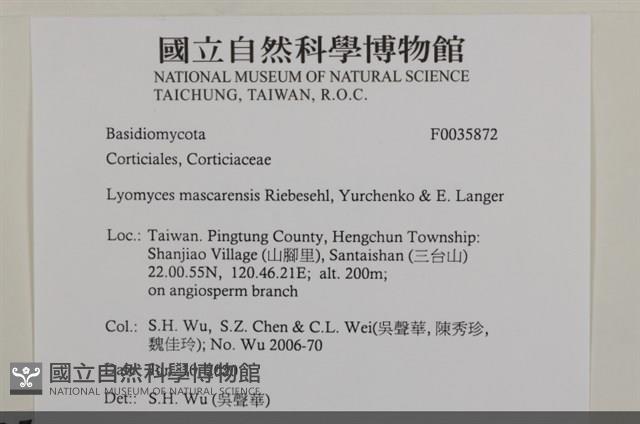 國立自然科學博物館
NATIONAL MUSEUM OF NATURAL SCIENCE
TAICHUNG, TAIWAN, R.O.C.
Basidiomycota F0035872
Corticiales, Corticiaceae
Lyomyces mascarensis Riebesehl, Yurchenko & E. Langer
Loc.: Taiwan. Pingtung County, Hengchun Township:
Shanjiao Village (山腳里), Santaishan (三台山)
22.00.55N, 120.46.21E; alt. 200m;
on angiosperm branch
Col.: S.H. Wu, S.Z. Chen & C.L. Wei(吳聲華, 陳秀珍,
魏佳玲); No. Wu 2006-70
國立自然科學博物館
NATIONAL MUSEUM OF NATURAL SCIENCE
Det.: S.H. Wu (吳聲華)